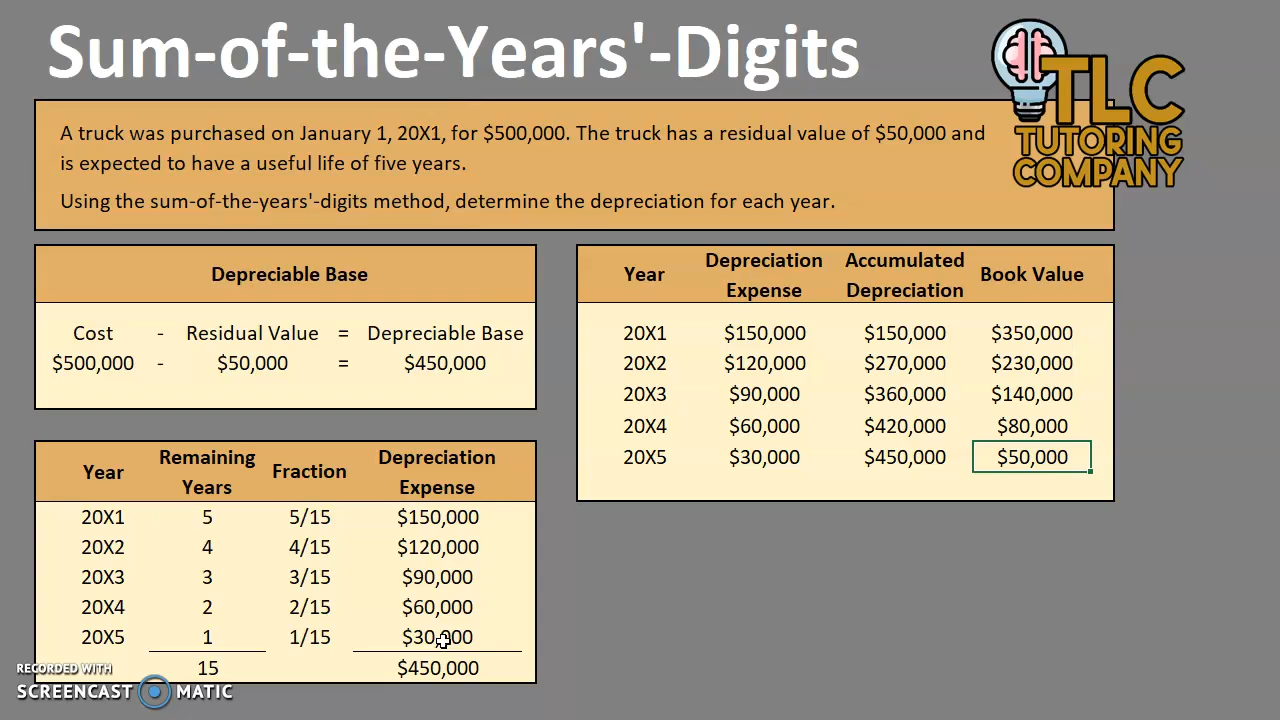 Sum-of-the-Years'-Digits
TLC
TUTORING
COMPANY
A truck was purchased on January 1, 20X1, for $500,000. The truck has a residual value of $50,000 and
is expected to have a useful life of five years.
Using the sum-of-the-years'-digits method, determine the depreciation for each year.
Depreciable Base
Cost - Residual Value = Depreciable Base
$500,000 - $50,000 = $450,000
Year Remaining Years Fraction Depreciation Expense
20X1 5 5/15 $150,000
20X2 4 4/15 $120,000
20X3 3 3/15 $90,000
20X4 2 2/15 $60,000
20X5 1 1/15 $30,000
15 $450,000
Year Depreciation Expense Accumulated Depreciation Book Value
20X1 $150,000 $150,000 $350,000
20X2 $120,000 $270,000 $230,000
20X3 $90,000 $360,000 $140,000
20X4 $60,000 $420,000 $80,000
20X5 $30,000 $450,000 $50,000
RECORDED WITH
SCREENCAST MATIC